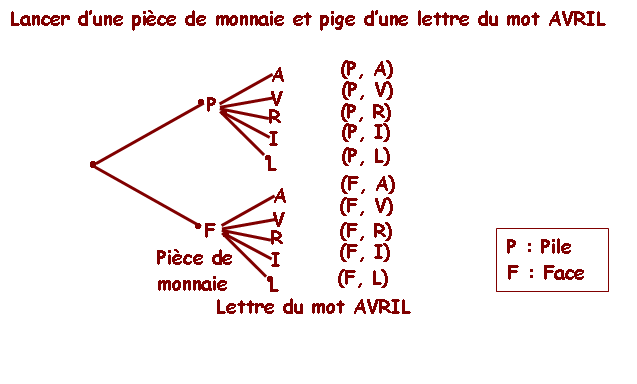 Lancer d'une pièce de monnaie et pige d'une lettre du mot AVRIL
A (P, A)
V (P, V)
P R (P, R)
I (P, I)
L (P, L)
A (F, A)
V (F, V)
F R (F, R)
I (F, I)
L (F, L)
Pièce de
monnaie
Lettre du mot AVRIL
P : Pile
F : Face